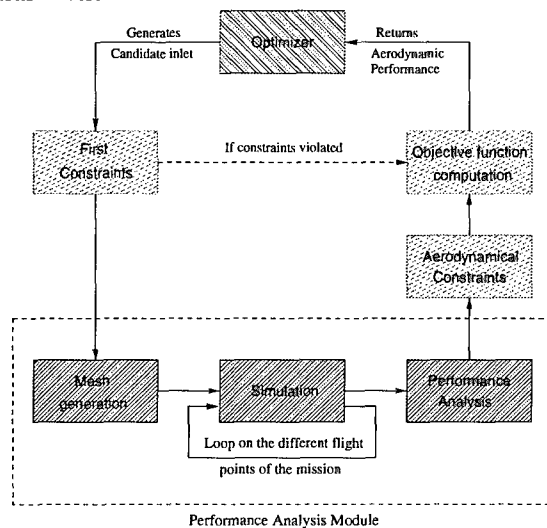 Generates
Candidate inlet
Optimizer
Returns
Aerodynamic
Performance
First
Constraints
If constraints violated
Objective function
computation
Aerodynamical
Constraints
Mesh
generation
Simulation
Performance
Analysis
Loop on the different flight
points of the mission
Performance Analysis Module